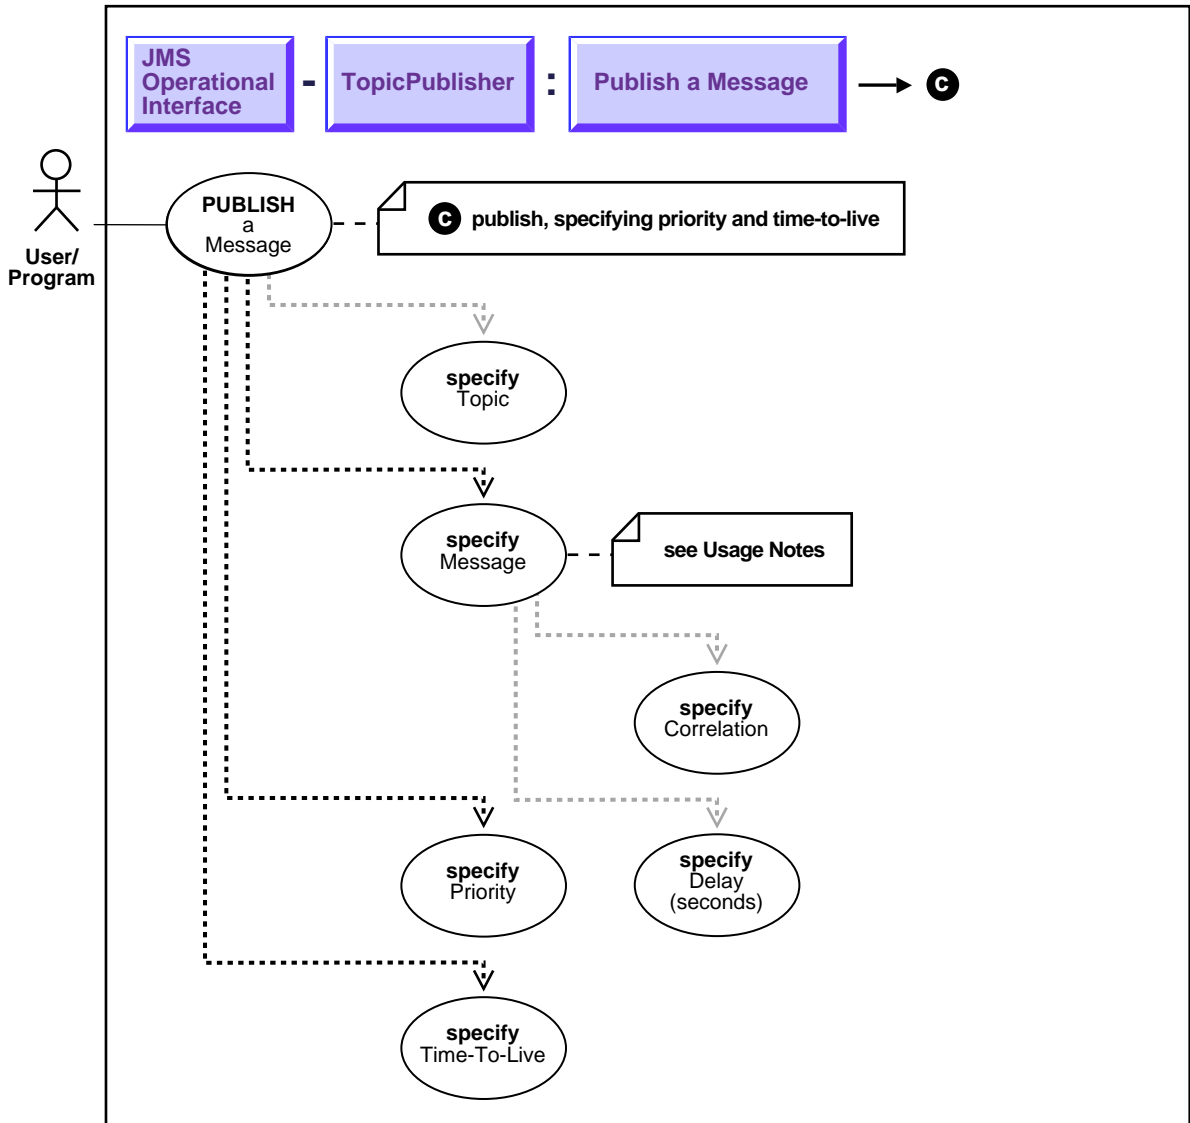 JMS
Operational
Interface
-
TopicPublisher
:
Publish a Message
C
PUBLISH
a
Message
C publish, specifying priority and time-to-live
User/
Program
specify
Topic
specify
Message
see Usage Notes
specify
Correlation
specify
Priority
specify
Delay
(seconds)
specify
Time-To-Live